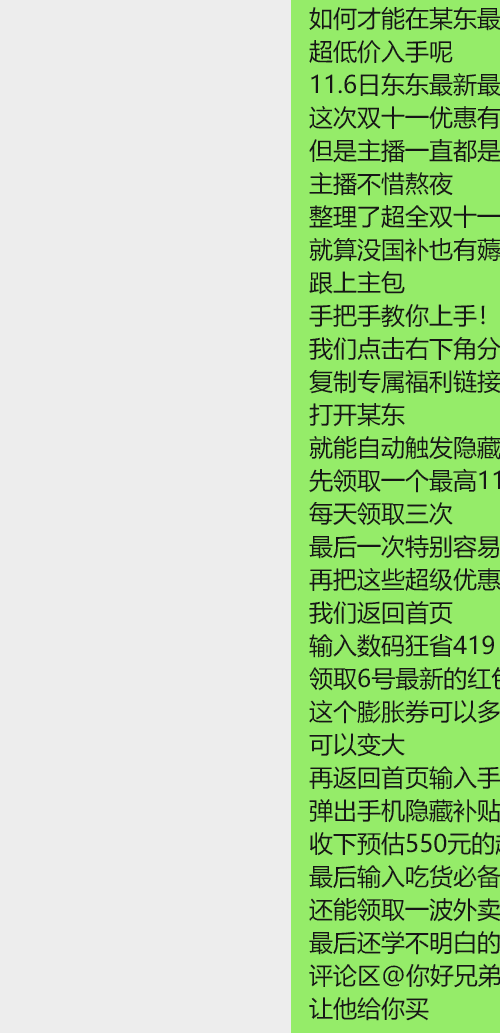 如何才能在某东最
超低价入手呢
11.6日东东最新最
这次双十一优惠有
但是主播一直都是
主播不惜熬夜
整理了超全双十一
就算没国补也有薅
跟上主包
手把手教你上手！
我们点击右下角分
复制专属福利链接
打开某东
就能自动触发隐藏
先领取一个最高11
每天领取三次
最后一次特别容易
再把这些超级优惠
我们返回首页
输入数码狂省419
领取6号最新的红包
这个膨胀券可以多
可以变大
再返回首页输入手
弹出手机隐藏补贴
收下预估550元的
最后输入吃货必备
还能领取一波外卖
最后还学不明白的
评论区@你好兄弟
让他给你买